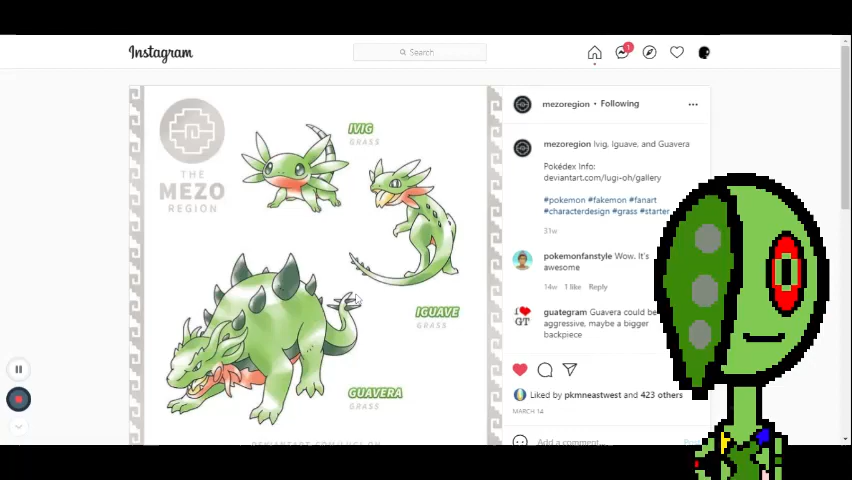 Instagram
Search
1
THE
MEZO
REGION
IVIG
GRASS
IGUAVE
GRASS
GUAVERA
GRASS
mezoregion • Following
mezoregion Ivig, Iguave, and Guavera
Pokédex Info:
deviantart.com/lugi-oh/gallery
#pokemon #fakemon #fanart
#characterdesign #grass #starter
31w
pokemonfanstyle Wow. It's
awesome
14w 1 like Reply
I ❤ GT
guategram Guavera could be
aggressive, maybe a bigger
backpiece
Liked by pkmneastwest and 423 others
MARCH 14
Add a comment...